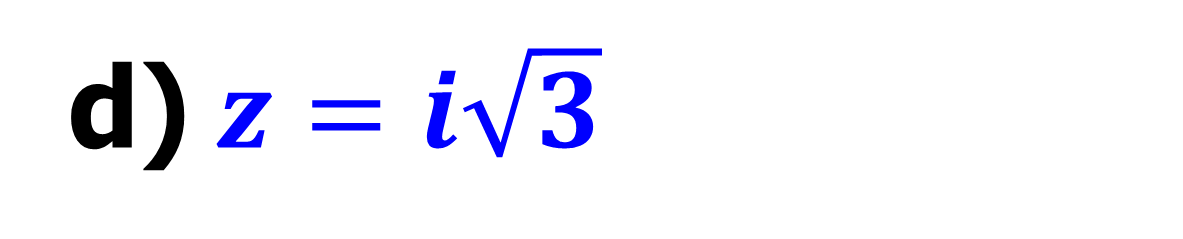 d) z = i√3